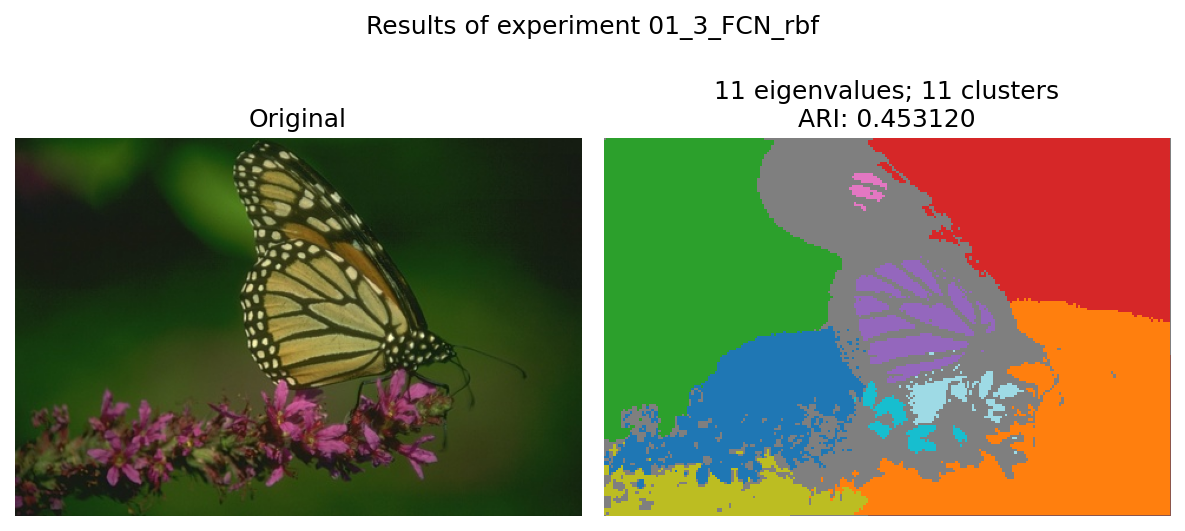 Results of experiment 01_3_FCN_rbf
Original
11 eigenvalues; 11 clusters
ARI: 0.453120